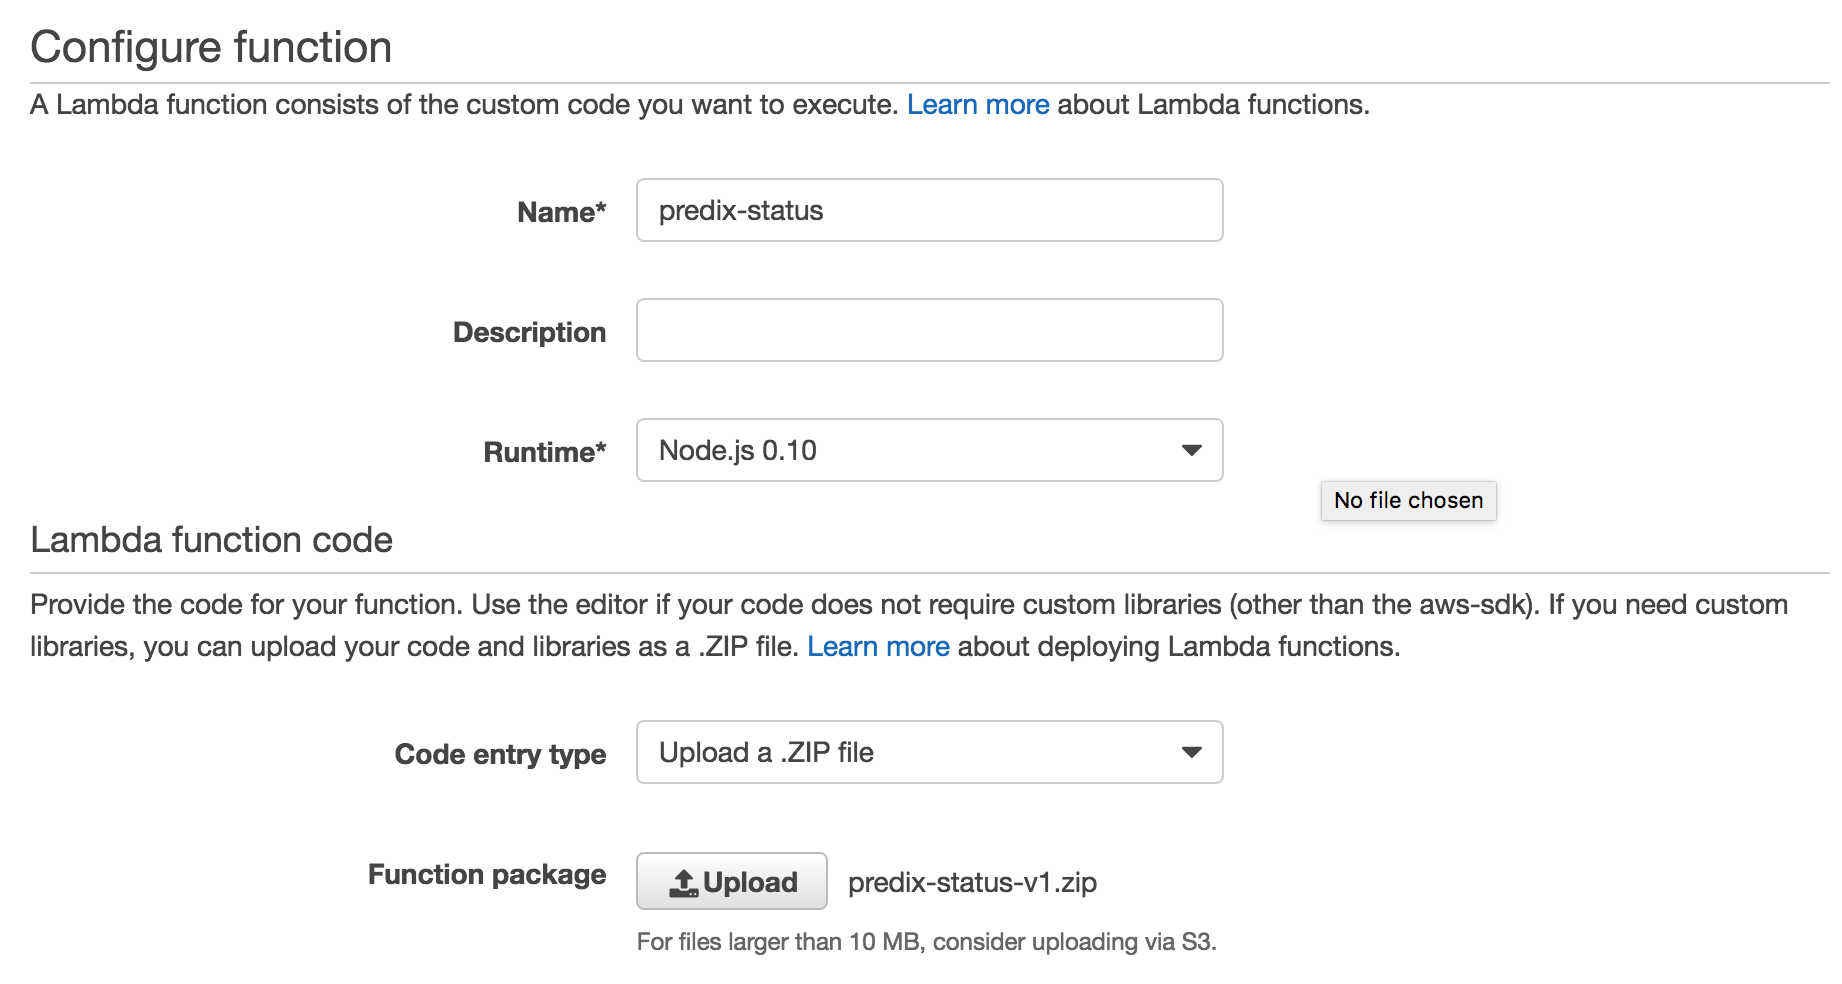 Configure function
A Lambda function consists of the custom code you want to execute. Learn more about Lambda functions.
Name* predix-status
Description
Runtime* Node.js 0.10
No file chosen
Lambda function code
Provide the code for your function. Use the editor if your code does not require custom libraries (other than the aws-sdk). If you need custom
libraries, you can upload your code and libraries as a .ZIP file. Learn more about deploying Lambda functions.
Code entry type Upload a .ZIP file
Function package Upload predix-status-v1.zip
For files larger than 10 MB, consider uploading via S3.